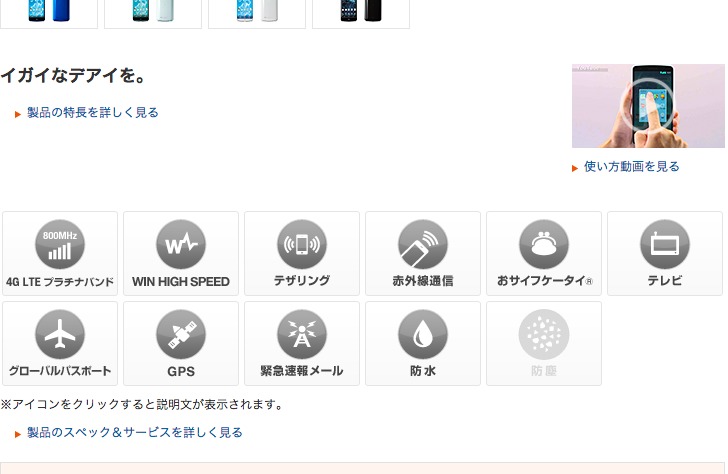 イガイなデアイを。
製品の特長を詳しく見る
使い方動画を見る
800MHz
4G LTE プラチナバンド
W
WIN HIGH SPEED
テザリング
赤外線通信
おサイフケータイ®
テレビ
グローバルパスポート
GPS
緊急速報メール
防水
防塵
※アイコンをクリックすると説明文が表示されます。
製品のスペック＆サービスを詳しく見る